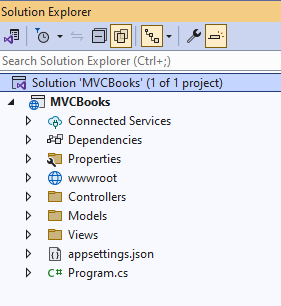 Solution Explorer
Search Solution Explorer (Ctrl+;)
Solution 'MVCBooks' (1 of 1 project)
MVCBooks
Connected Services
Dependencies
Properties
wwwroot
Controllers
Models
Views
appsettings.json
C# Program.cs